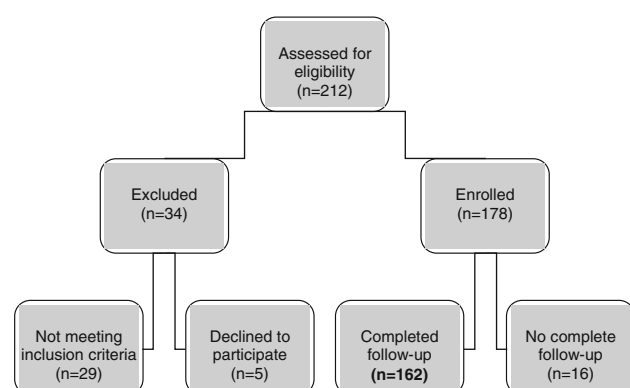 Assessed for
eligibility
(n=212)
Excluded
(n=34)
Enrolled
(n=178)
Not meeting
inclusion criteria
(n=29)
Declined to
participate
(n=5)
Completed
follow-up
(n=162)
No complete
follow-up
(n=16)